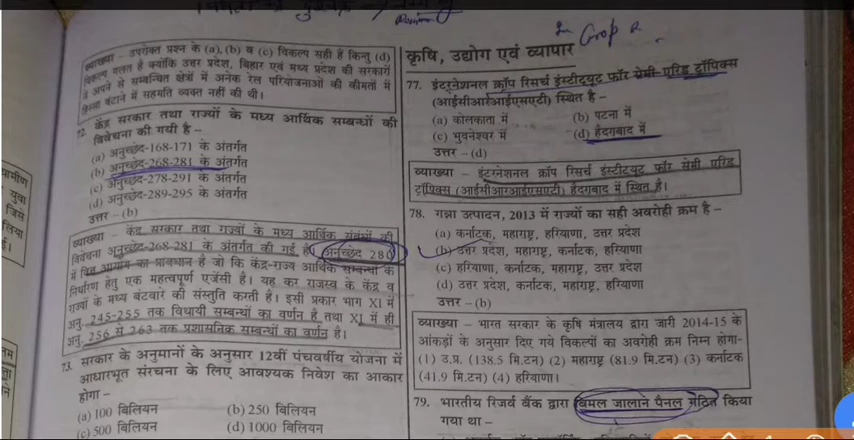 व्याख्या – उपरोक्त प्रश्न के (a), (b) व (c) विकल्प सही हैं किन्तु (d)
विकल्प गलत है क्योंकि उत्तर प्रदेश, बिहार एवं मध्य प्रदेश की सरकारों
ने अपने से सम्बन्धित क्षेत्रों में अनेक रेल परियोजनाओं की कीमतों में
हिस्सा बंटाने में सहमति व्यक्त नहीं की थी।
72. केंद्र सरकार तथा राज्यों के मध्य आर्थिक सम्बन्धों की
विवेचना की गयी है –
(a) अनुच्छेद-168-171 के अंतर्गत
(b) अनुच्छेद-268-281 के अंतर्गत
(c) अनुच्छेद-278-291 के अंतर्गत
(d) अनुच्छेद-289-295 के अंतर्गत
उत्तर – (b)
व्याख्या – केंद्र सरकार तथा राज्यों के मध्य आर्थिक संबंधों की
विवेचना अनुच्छेद-268-281 के अंतर्गत की गई है। अनुच्छेद 280
में वित्त आयोग का प्रावधान है जो कि केंद्र-राज्य आर्थिक सम्बन्धों के
निर्धारण हेतु एक महत्वपूर्ण एजेंसी है। यह कर राजस्व के केंद्र व
राज्यों के मध्य बंटवारे की संस्तुति करती है। इसी प्रकार भाग XI में
अनु. 245-255 तक विधायी सम्बन्धों का वर्णन है तथा XI में ही
अनु. 256 से 263 तक प्रशासनिक सम्बन्धों का वर्णन है।
73. सरकार के अनुमानों के अनुसार 12वीं पंचवर्षीय योजना में
आधारभूत संरचना के लिए आवश्यक निवेश का आकार
होगा –
(a) 100 बिलियन (b) 250 बिलियन
(c) 500 बिलियन (d) 1000 बिलियन
कृषि, उद्योग एवं व्यापार
77. इंटरनेशनल क्रॉप रिसर्च इंस्टीट्यूट फॉर सेमी एरिड ट्रॉपिक्स
(आईसीआरआईएसएटी) स्थित है –
(a) कोलकाता में (b) पटना में
(c) भुवनेश्वर में (d) हैदराबाद में
उत्तर – (d)
व्याख्या – इंटरनेशनल क्रॉप रिसर्च इंस्टीट्यूट फॉर सेमी एरिड
ट्रॉपिक्स (आईसीआरआईएसएटी) हैदराबाद में स्थित है।
78. गन्ना उत्पादन, 2013 में राज्यों का सही अवरोही क्रम है –
(a) कर्नाटक, महाराष्ट्र, हरियाणा, उत्तर प्रदेश
(b) उत्तर प्रदेश, महाराष्ट्र, कर्नाटक, हरियाणा
(c) हरियाणा, कर्नाटक, महाराष्ट्र, उत्तर प्रदेश
(d) उत्तर प्रदेश, कर्नाटक, महाराष्ट्र, हरियाणा
उत्तर – (b)
व्याख्या – भारत सरकार के कृषि मंत्रालय द्वारा जारी 2014-15 के
आंकड़ों के अनुसार दिए गये विकल्पों का अवरोही क्रम निम्न होगा-
(1) उ.प्र. (138.5 मि.टन) (2) महाराष्ट्र (81.9 मि.टन) (3) कर्नाटक
(41.9 मि.टन) (4) हरियाणा।
79. भारतीय रिजर्व बैंक द्वारा बिमल जालान पैनल गठित किया
गया था –